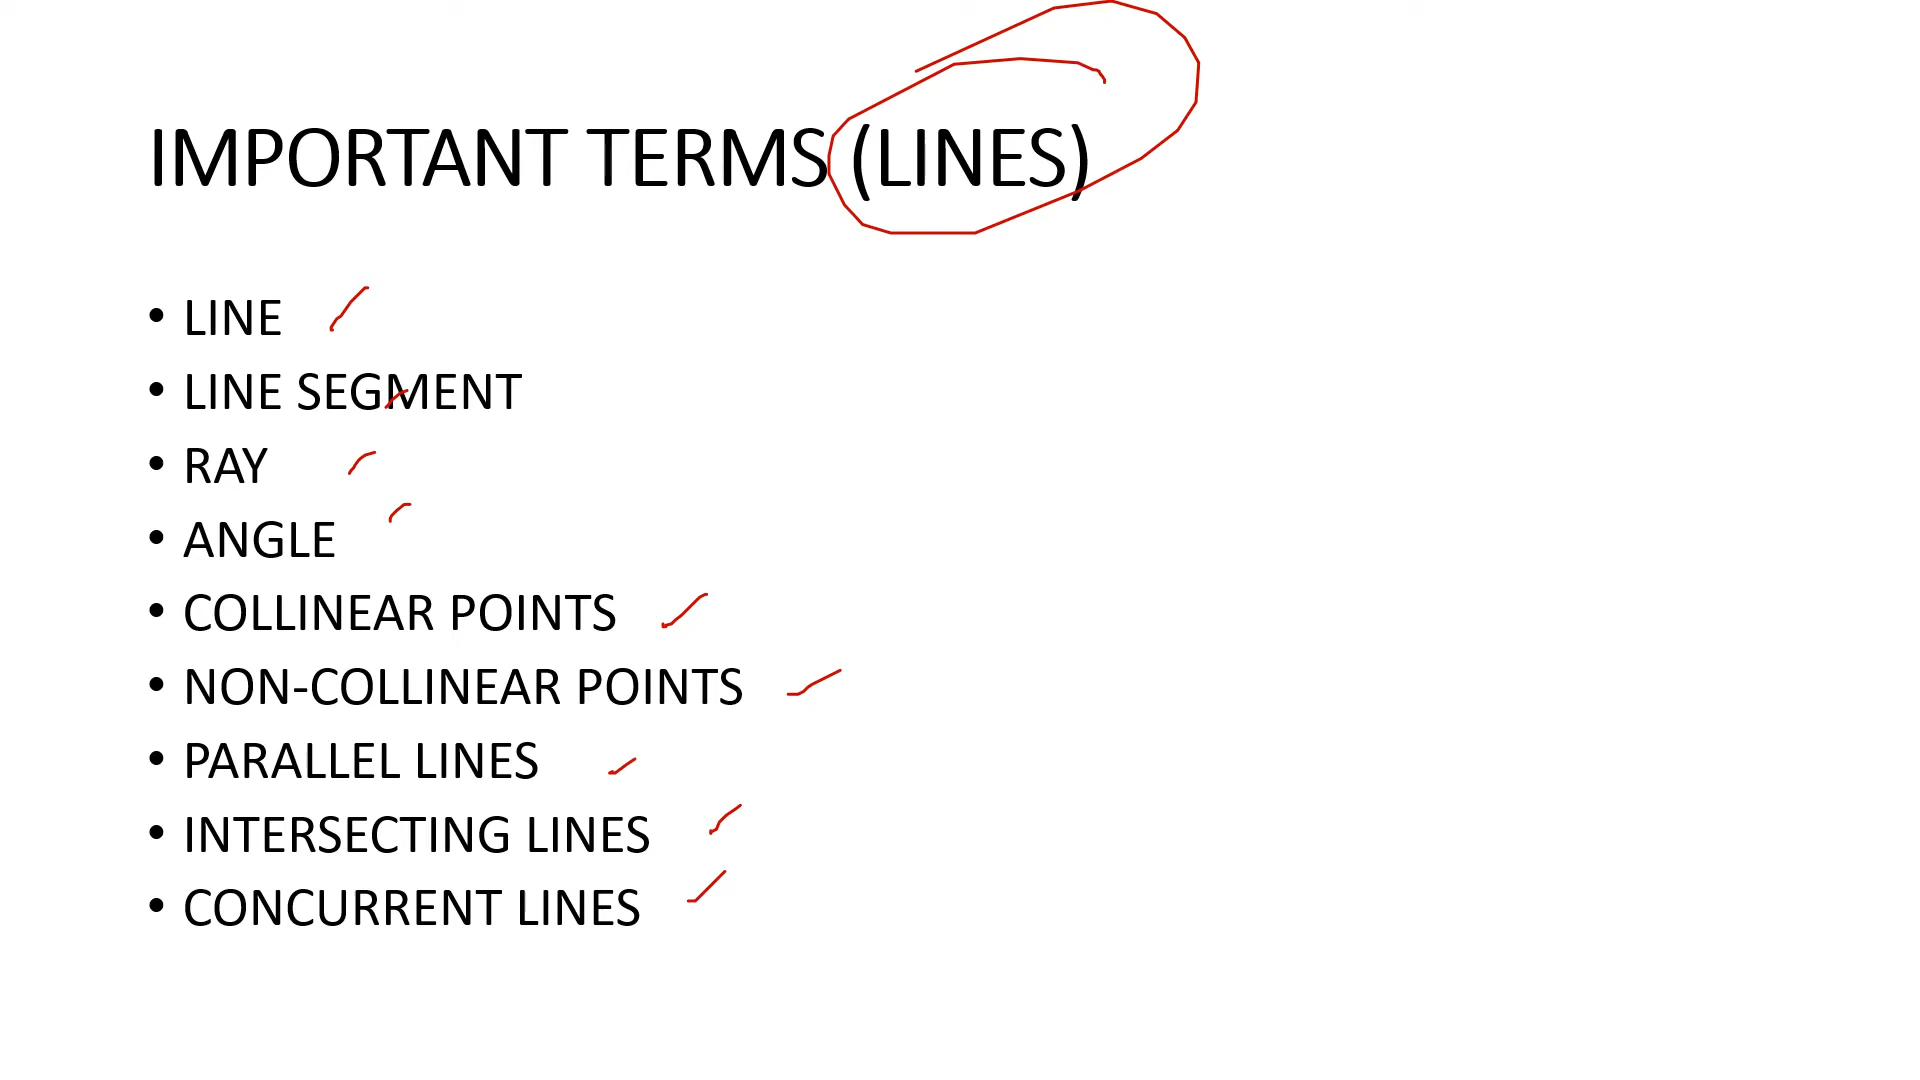 IMPORTANT TERMS (LINES)
• LINE
• LINE SEGMENT
• RAY
• ANGLE
• COLLINEAR POINTS
• NON-COLLINEAR POINTS
• PARALLEL LINES
• INTERSECTING LINES
• CONCURRENT LINES